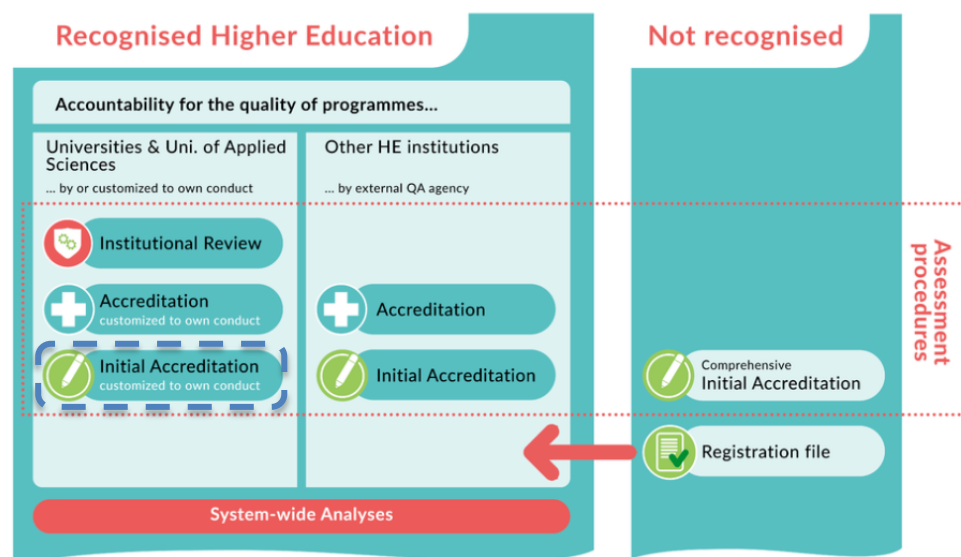 Recognised Higher Education
Not recognised
Accountability for the quality of programmes...
Universities & Uni. of Applied
Sciences
... by or customized to own conduct
Other HE institutions
... by external QA agency
Institutional Review
Accreditation
customized to own conduct
Accreditation
Initial Accreditation
customized to own conduct
Initial Accreditation
Comprehensive
Initial Accreditation
Assessment
procedures
Registration file
System-wide Analyses